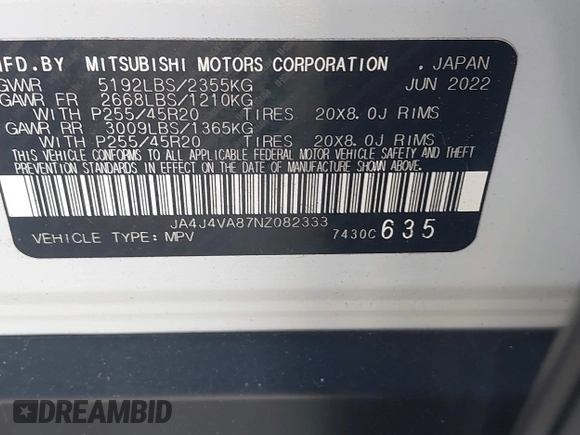 MFD.BY MITSUBISHI MOTORS CORPORATION . JAPAN
GVWR 5192LBS/2355KG JUN 2022
GAWR FR 2668LBS/1210KG
WITH P255/45R20 TIRES 20X8.0J RIMS
GAWR RR 3009LBS/1365KG
WITH P255/45R20 TIRES 20X8.0J RIMS
THIS VEHICLE CONFORMS TO ALL APPLICABLE FEDERAL MOTOR VEHICLE SAFETY AND THEFT
PREVENTION STANDARDS IN EFFECT ON THE DATE OF MANUFACTURE SHOWN ABOVE.
JA4J4VA87NZ082333
VEHICLE TYPE: MPV 7430C 635
DREAMBID